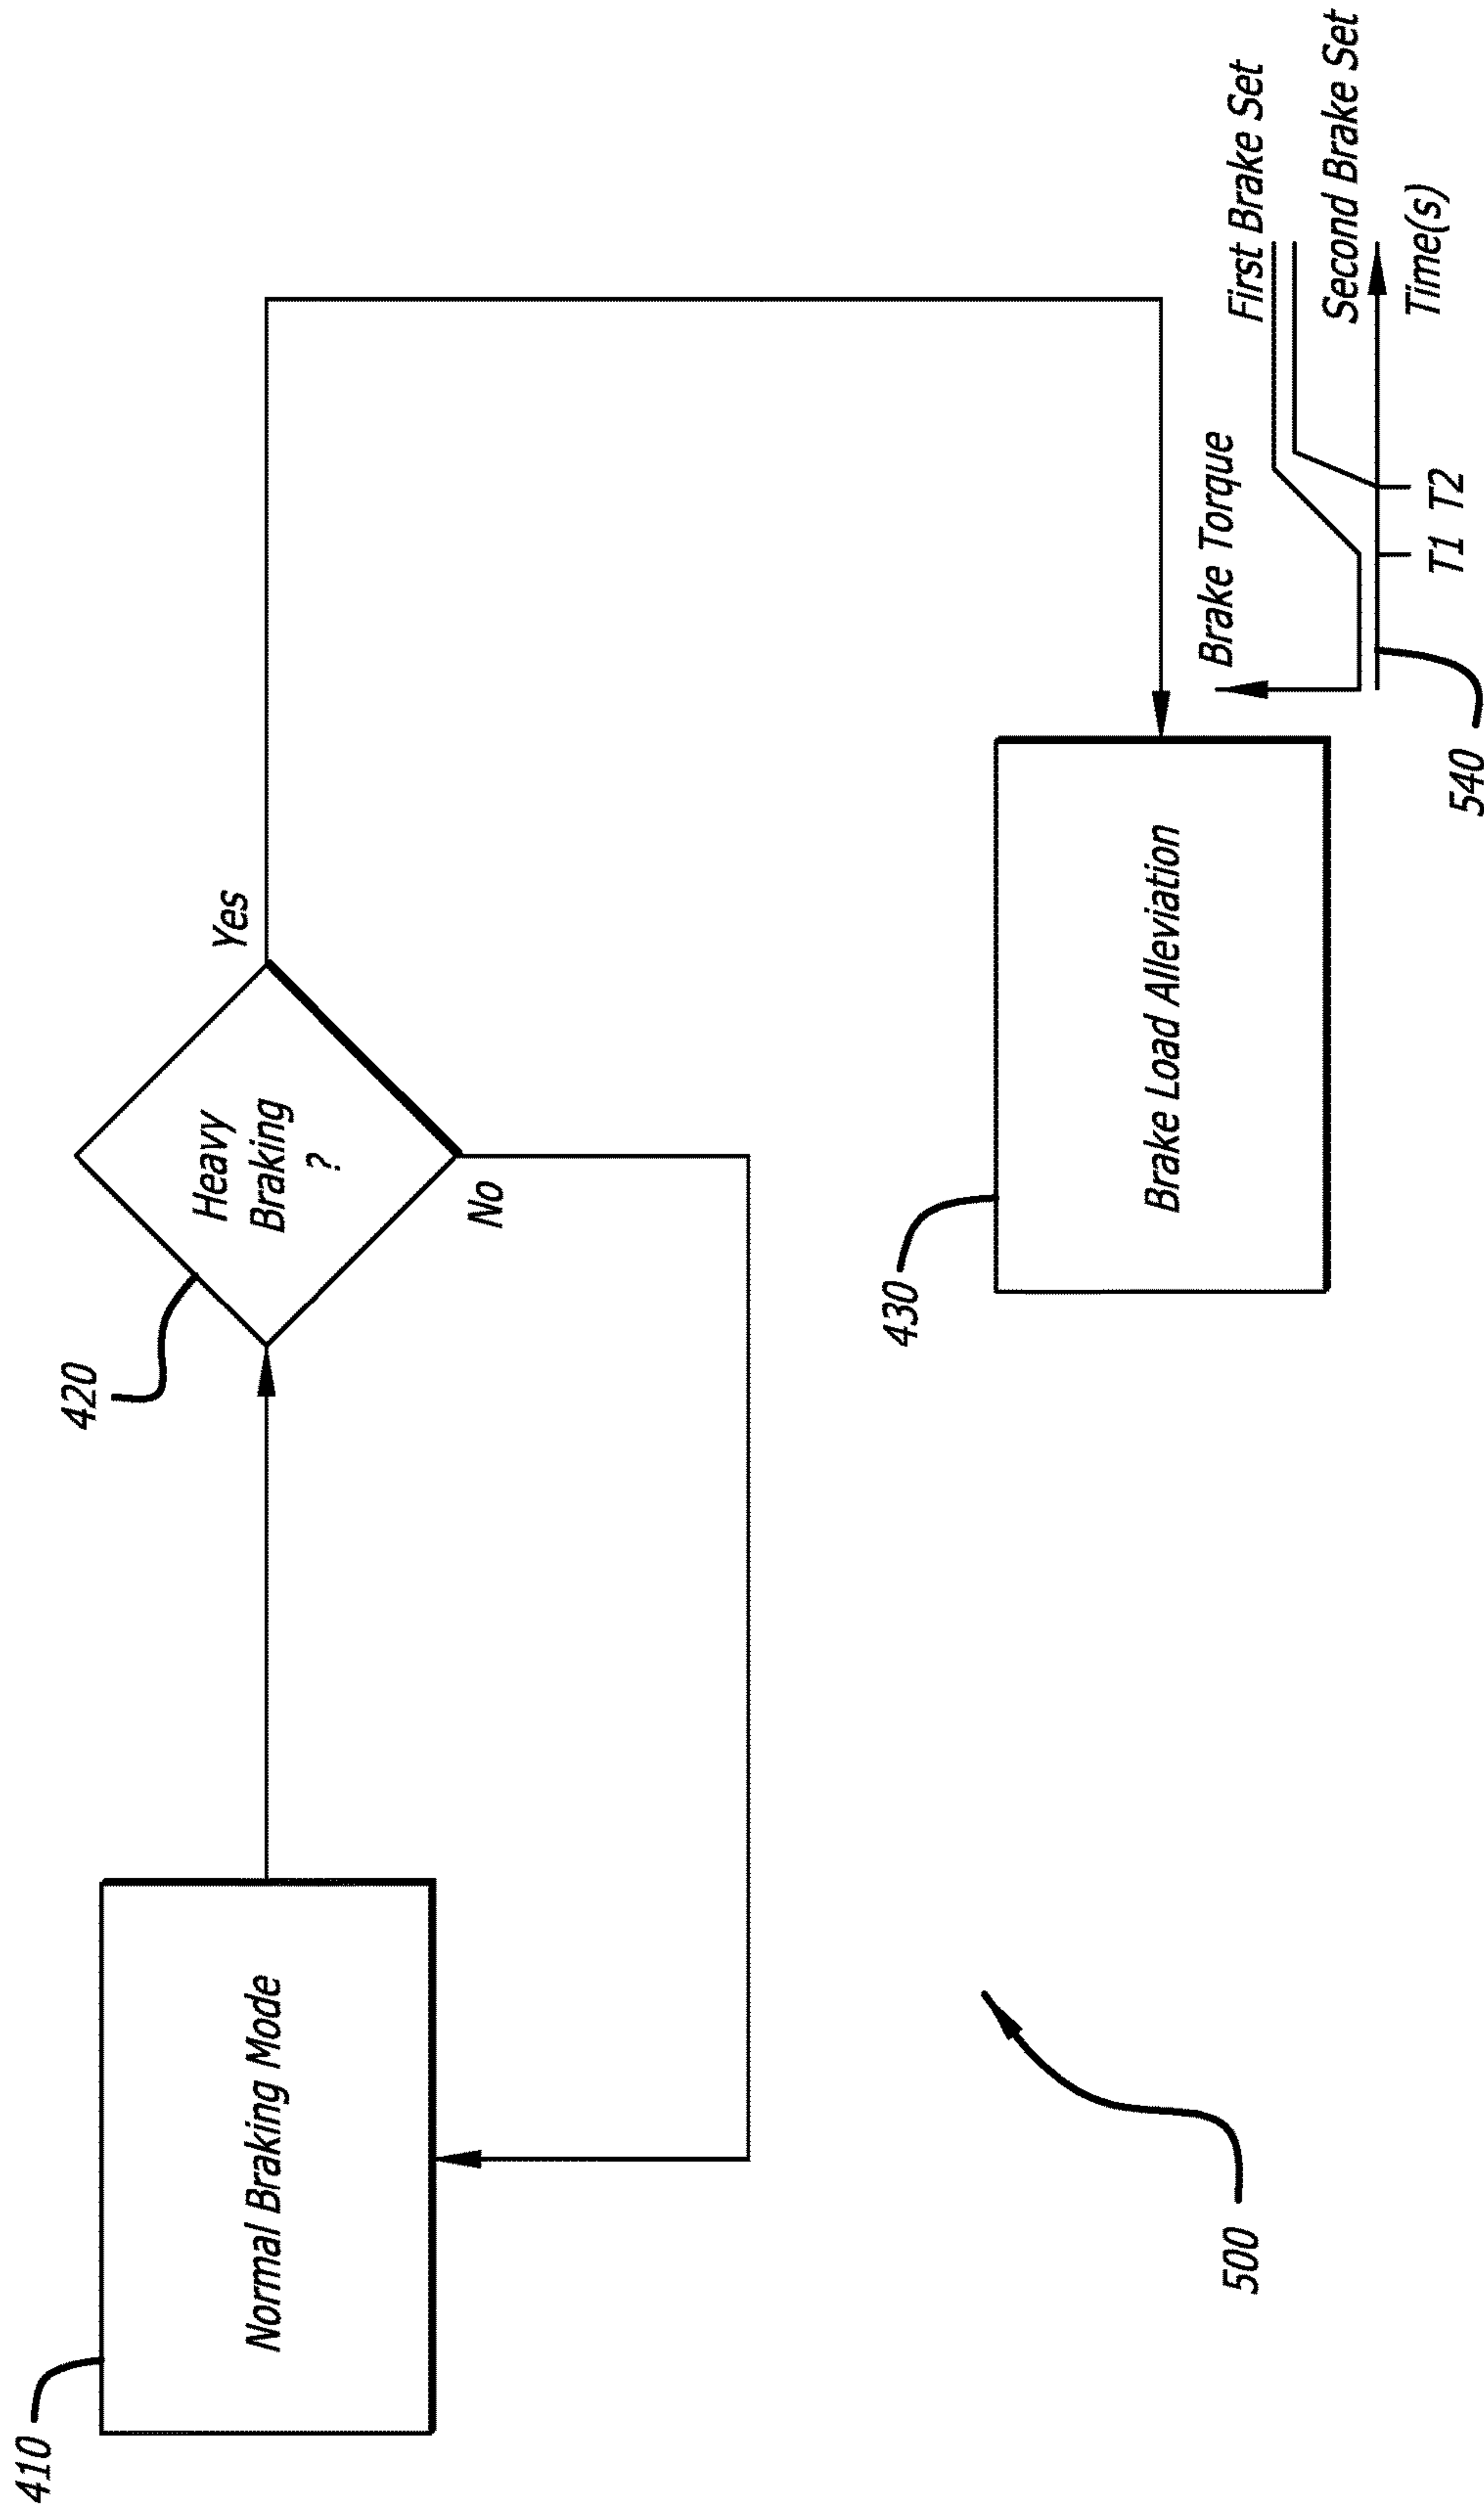 410
Normal Braking Mode
420
Heavy
Braking
?
Yes
No
430
Brake Load Alleviation
Brake Torque
First Brake Set
Second Brake Set
Time(s)
T1 T2
540
500